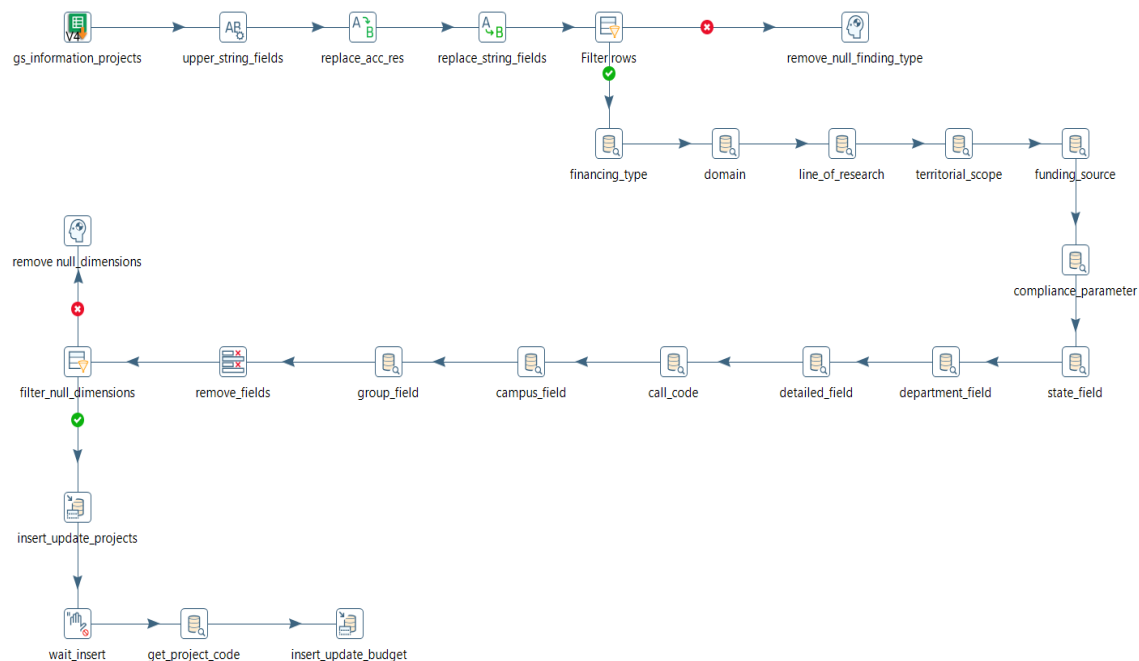 V4
gs_information_projects
upper_string_fields
replace_acc_res
replace_string_fields
Filter rows
remove_null_finding_type
financing_type
domain
line_of_research
territorial_scope
funding_source
remove null_dimensions
compliance_parameter
filter_null_dimensions
remove_fields
group_field
campus_field
call_code
detailed_field
department_field
state_field
insert_update_projects
wait_insert
get_project_code
insert_update_budget